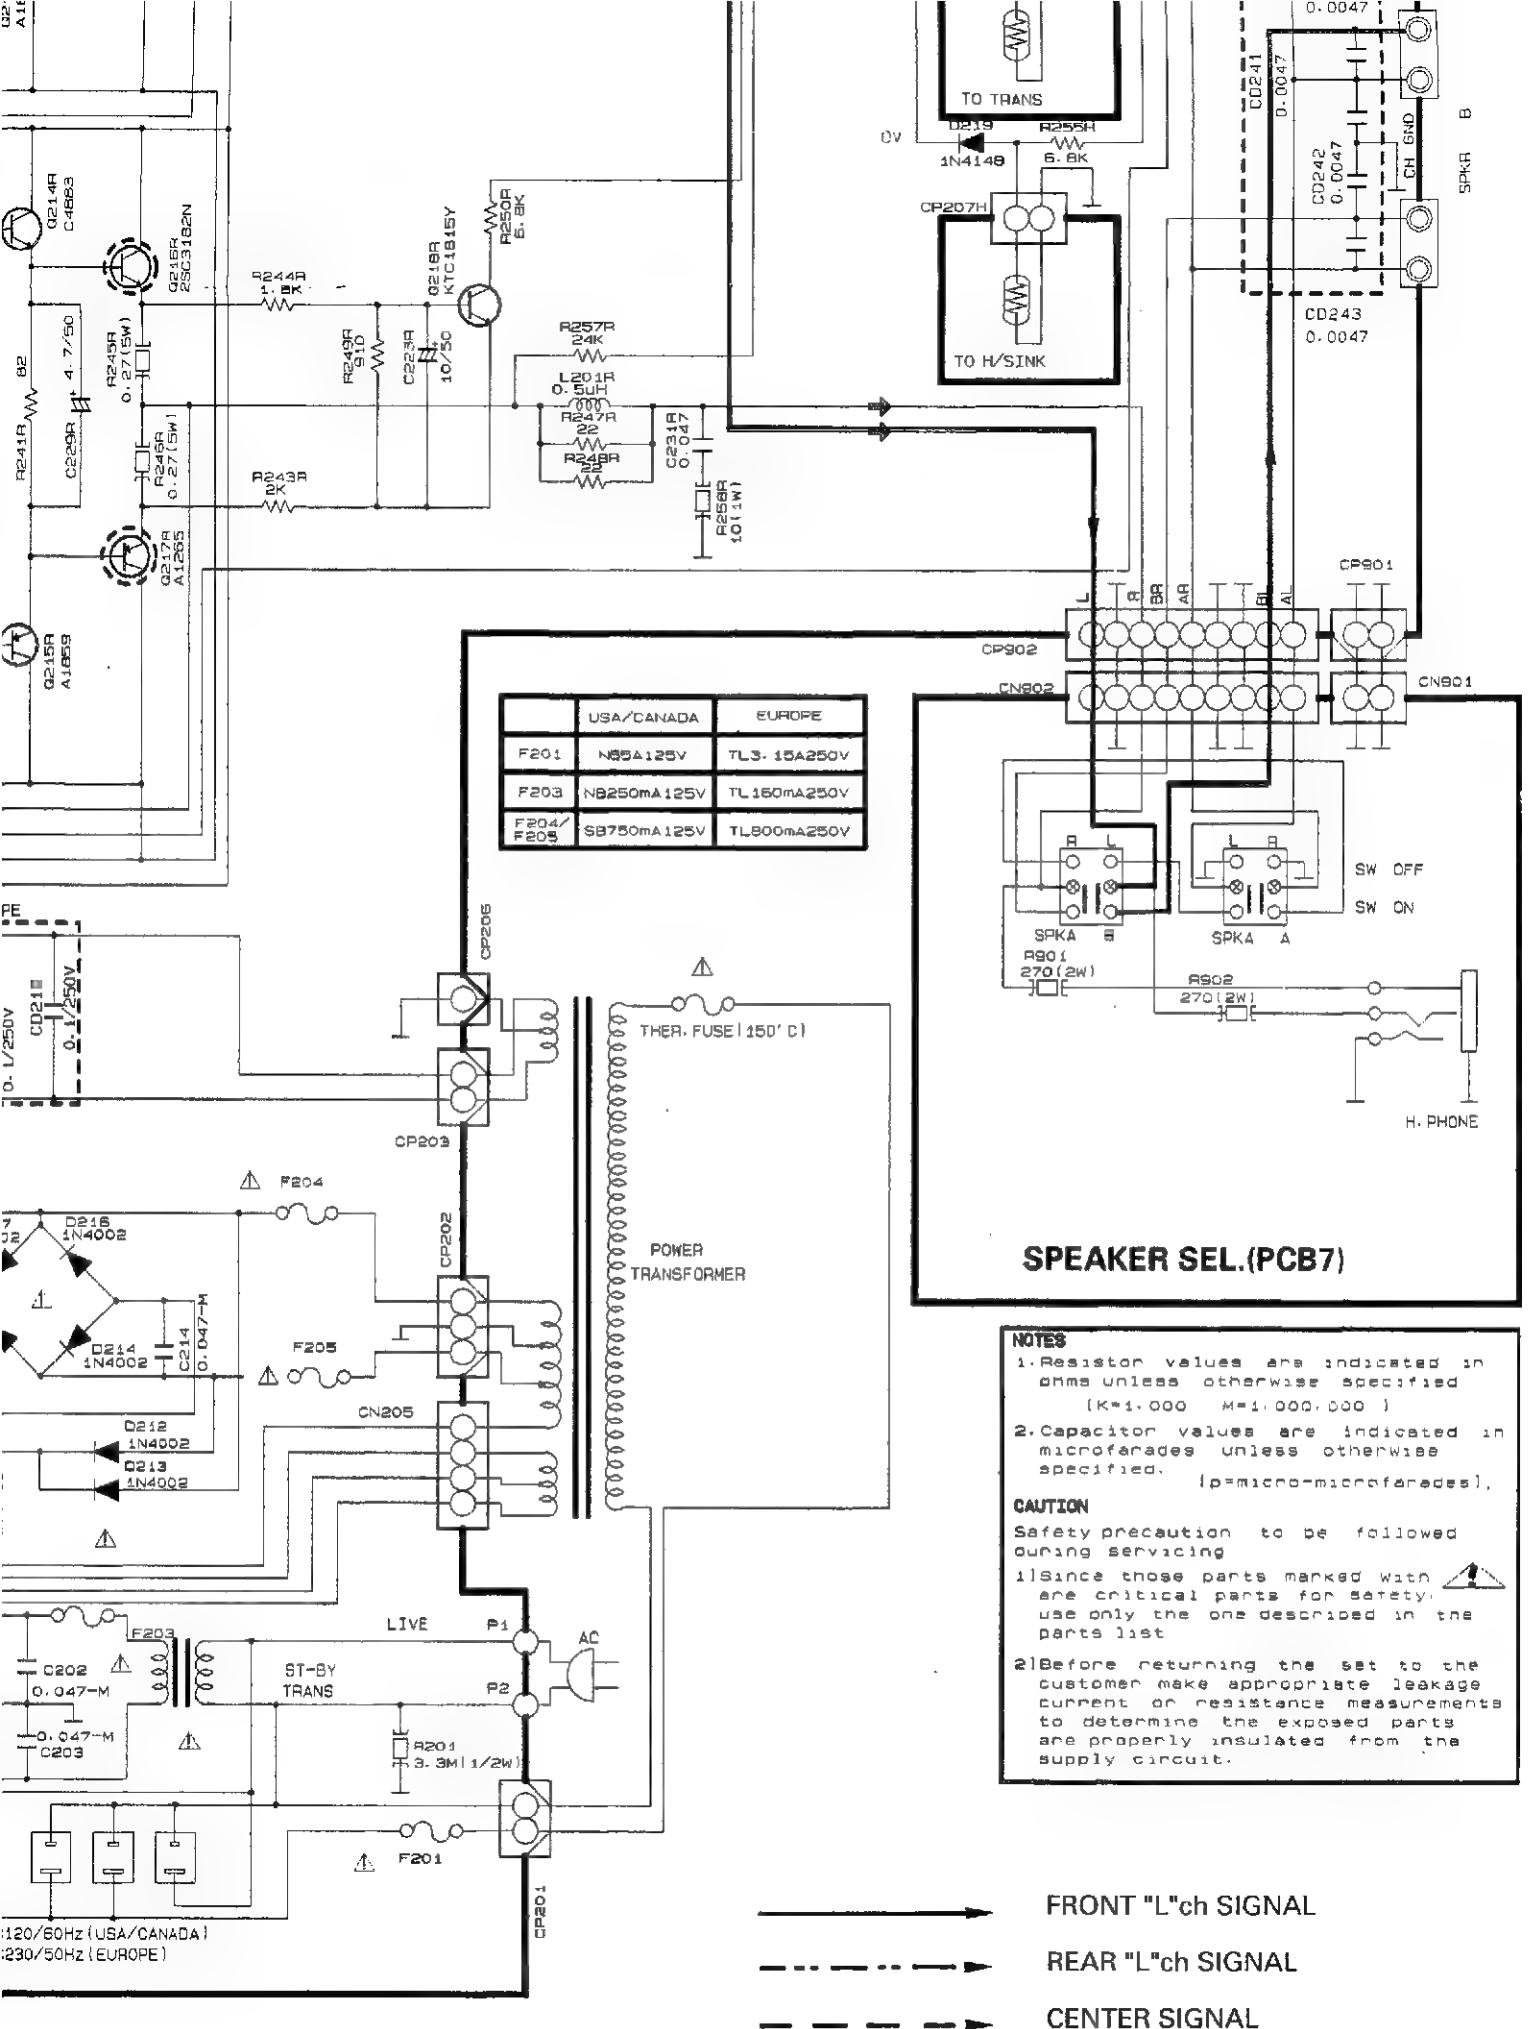 0.0047
CD241
0.0047
CD242
0.0047
CH GND
SPKR B
CD243
0.0047
TO TRANS
0V
D219
1N4148
R255H
6.8K
CP207H
TO H/SINK
Q214R
C4883
Q216R
2SC3182N
R244R
1.8K
Q218R
KTC1815Y
R250R
6.8K
R249R
910
C223R
10/50
R257R
24K
L201R
0.5uH
R247R
22
R248R
22
C231R
0.047
R258R
10(1W)
82
R241R
4.7/50
C229R
R245R
0.27(5W)
R246R
0.27(5W)
R243R
2K
Q217R
A1265
Q215R
A1859
L R BR AR BL AL
CP901
CP902
CN902
CN901
USA/CANADA EUROPE
F201 NB5A125V TL3.15A250V
F203 NB250mA125V TL160mA250V
F204/F205 SB750mA125V TL800mA250V
R L
L R
SW OFF
SW ON
SPKA B
SPKA A
R901
270(2W)
R902
270(2W)
H.PHONE
SPEAKER SEL.(PCB7)
PE
0.1/250V
0.1/250V
CP206
THER.FUSE(150'C)
CP203
F204
CP202
POWER
TRANSFORMER
D216
1N4002
D214
1N4002
C214
0.047-M
F205
CN205
D212
1N4002
D213
1N4002
F203
LIVE
P1
AC
ST-BY
TRANS
P2
C202
0.047-M
0.047-M
C203
R201
3.3M(1/2W)
F201
CP201
:120/60Hz(USA/CANADA)
:230/50Hz(EUROPE)
NOTES
1.Resistor values are indicated in
ohms unless otherwise specified
(K=1.000 M=1.000.000 )
2.Capacitor values are indicated in
microfarades unless otherwise
specified.
(p=micro-microfarades).
CAUTION
Safety precaution to be followed
during servicing
1)Since those parts marked with
are critical parts for safety.
use only the one described in the
parts list
2)Before returning the set to the
customer make appropriate leakage
current or resistance measurements
to determine the exposed parts
are properly insulated from the
supply circuit.
FRONT "L"ch SIGNAL
REAR "L"ch SIGNAL
CENTER SIGNAL